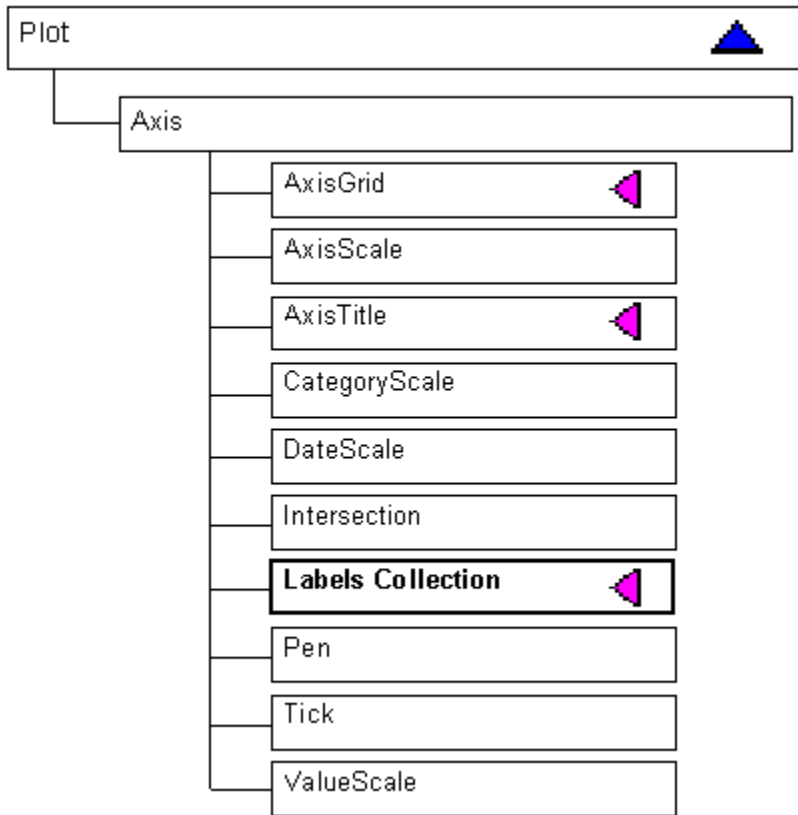 Plot
Axis
AxisGrid
AxisScale
AxisTitle
CategoryScale
DateScale
Intersection
Labels Collection
Pen
Tick
ValueScale